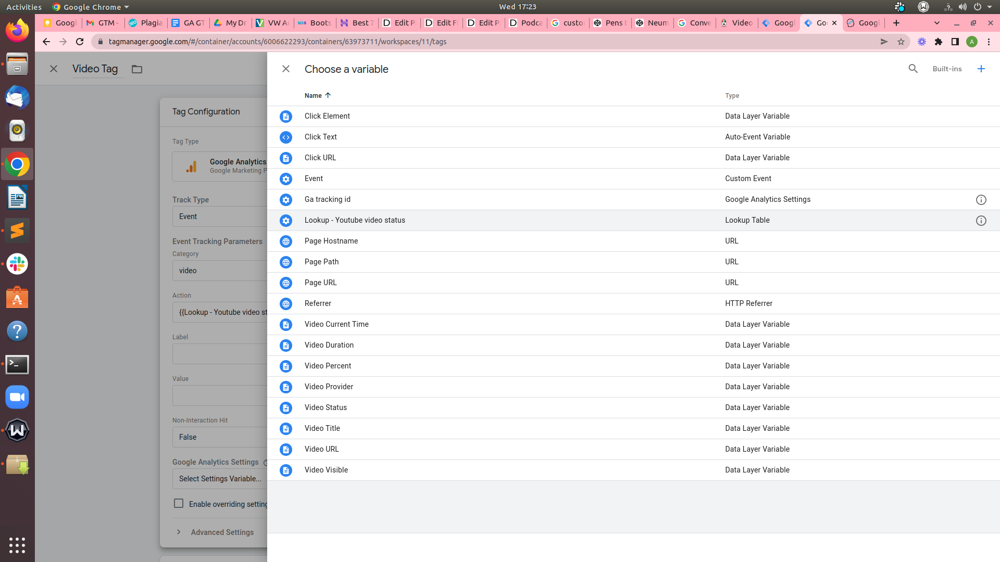 Activities
Google Chrome
Wed 17:23
Googl
GTM -
Plagia
GA GT
My Dr
VW Au
MDB
Boots
Best 7
Edit P
Edit Fi
Edit P
Podca
custo
Pens t
Neum
Conve
Video
Googl
Go
Googl
tagmanager.google.com/#/container/accounts/6006622293/containers/63973711/workspaces/11/tags
A
Video Tag
Choose a variable
Built-ins
Name
Type
Tag Configuration
Tag Type
Google Analytics
Google Marketing P
Track Type
Event
Event Tracking Parameters
Category
video
Action
{{Lookup - Youtube video st
Label
Value
Non-Interaction Hit
False
Google Analytics Settings
Select Settings Variable...
Enable overriding setting
Advanced Settings
Click Element
Data Layer Variable
Click Text
Auto-Event Variable
Click URL
Data Layer Variable
Event
Custom Event
Ga tracking id
Google Analytics Settings
Lookup - Youtube video status
Lookup Table
Page Hostname
URL
Page Path
URL
Page URL
URL
Referrer
HTTP Referrer
Video Current Time
Data Layer Variable
Video Duration
Data Layer Variable
Video Percent
Data Layer Variable
Video Provider
Data Layer Variable
Video Status
Data Layer Variable
Video Title
Data Layer Variable
Video URL
Data Layer Variable
Video Visible
Data Layer Variable